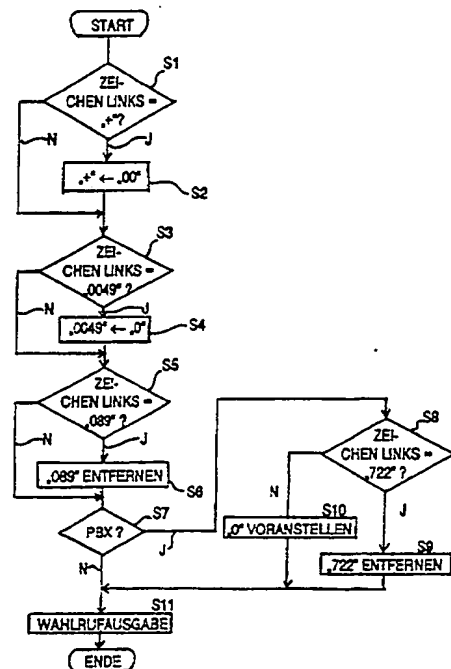 START
S1
ZEI-
CHEN LINKS =
„+“?
N
J
„+“ ← „00“
S2
S3
ZEI-
CHEN LINKS =
„0049“ ?
N
J
„0049“ ← „0“
S4
S5
ZEI-
CHEN LINKS =
„089“ ?
N
J
„089“ ENTFERNEN
S6
S7
PBX ?
J
N
S8
ZEI-
CHEN LINKS =
„722“ ?
N
J
S10
„0“ VORANSTELLEN
S9
„722“ ENTFERNEN
S11
WAHLRUFAUSGABE
ENDE